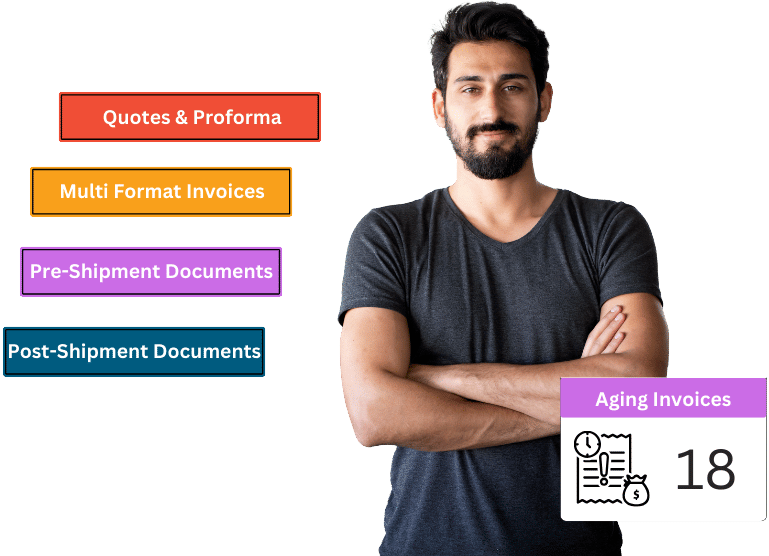 Quotes & Proforma
Multi Format Invoices
Pre-Shipment Documents
Post-Shipment Documents
Aging Invoices
$
18